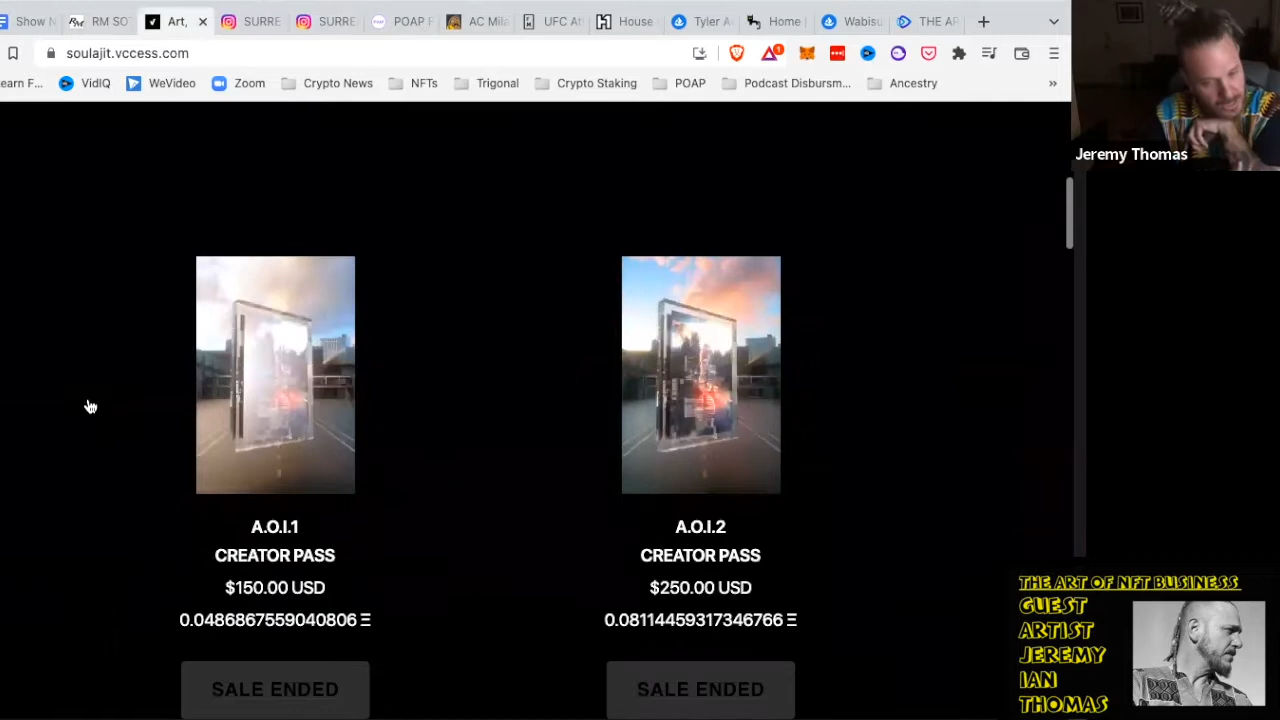 Show N
RM SO
Art,
SURRE
SURRE
POAP F
AC Mila
UFC At
House
Tyler A
Home
Wabisu
THE AR
soulajit.vccess.com
1
earn F...
VidIQ
WeVideo
Zoom
Crypto News
NFTs
Trigonal
Crypto Staking
POAP
Podcast Disbursm...
Ancestry
»
Jeremy Thomas
A.O.I.1
CREATOR PASS
$150.00 USD
0.0486867559040806 Ξ
SALE ENDED
A.O.I.2
CREATOR PASS
$250.00 USD
0.08114459317346766 Ξ
SALE ENDED
THE ART OF NFT BUSINESS
GUEST
ARTIST
JEREMY
IAN
THOMAS